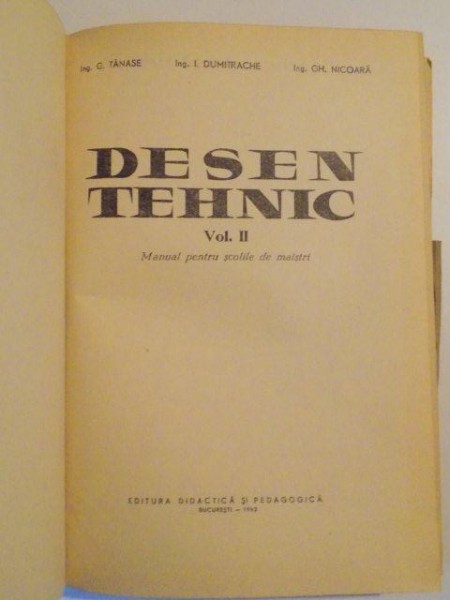 Ing. G. TĂNASE Ing. I. DUMITRACHE Ing. GH. NICOARĂ
DESEN
TEHNIC
Vol. II
Manual pentru școlile de maiștri
EDITURA DIDACTICĂ ȘI PEDAGOGICĂ
BUCUREȘTI —